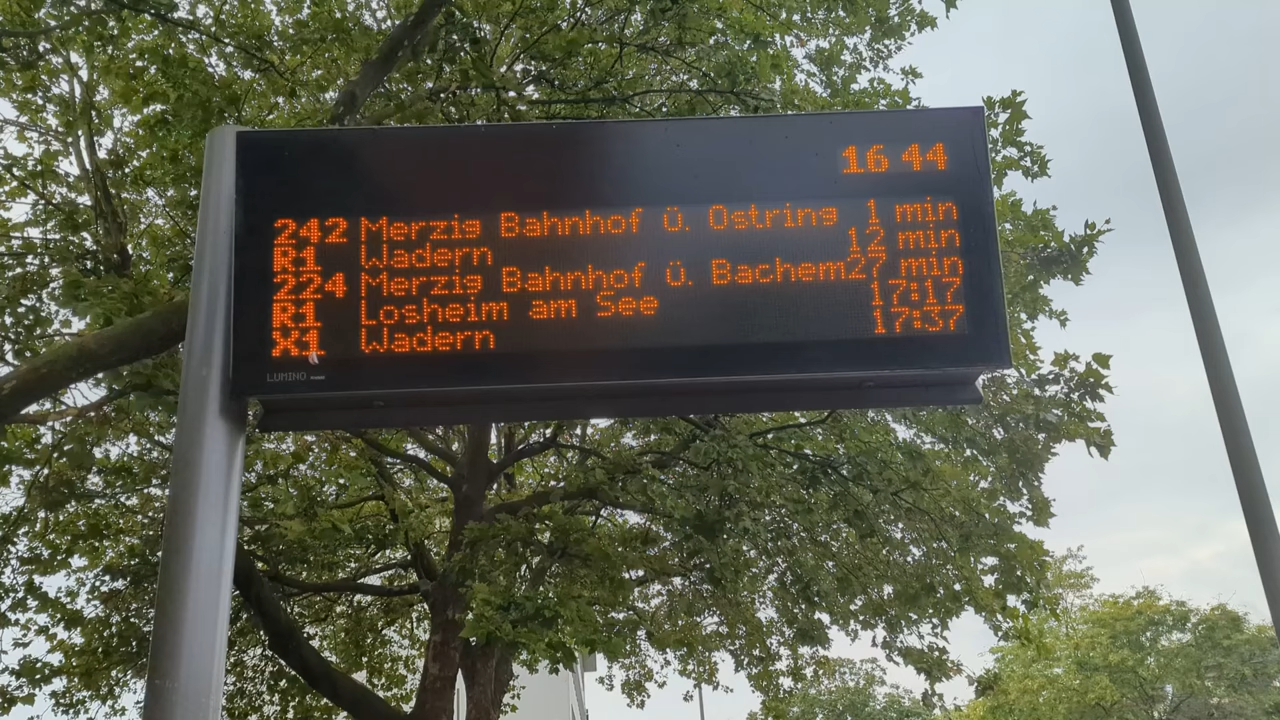 16 44
242 Merzig Bahnhof ü. Ostring 1 min
R1 Wadern 12 min
224 Merzig Bahnhof ü. Bachem 27 min
R1 Losheim am See 17:17
X1 Wadern 17:37
LUMINO